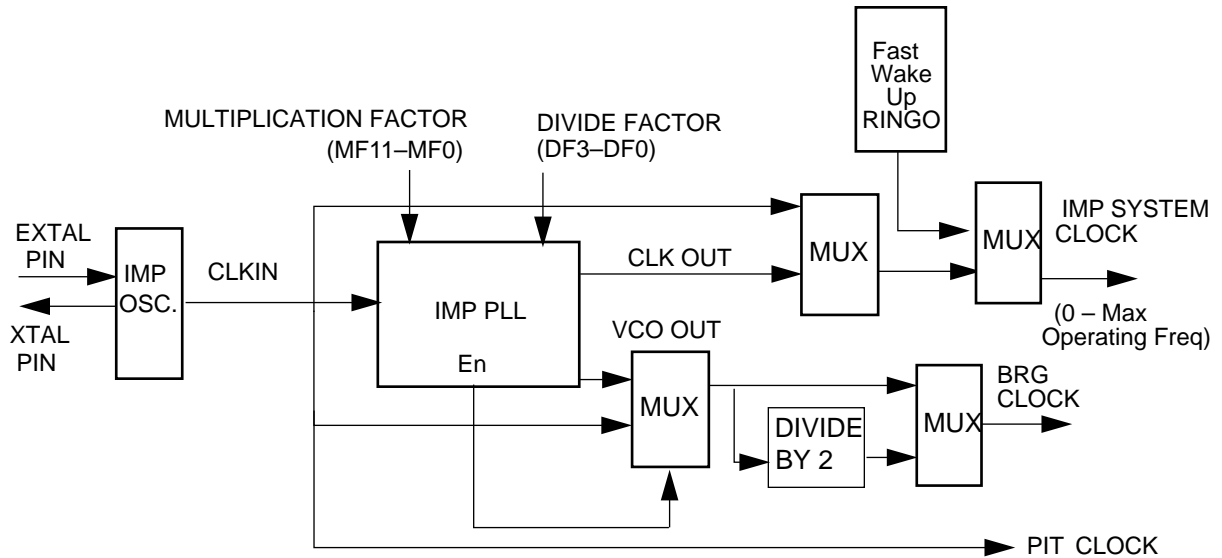 Fast
Wake
Up
RINGO
MULTIPLICATION FACTOR
(MF11–MF0)
DIVIDE FACTOR
(DF3–DF0)
EXTAL
PIN
XTAL
PIN
IMP
OSC.
CLKIN
IMP PLL
En
CLK OUT
VCO OUT
MUX
MUX
IMP SYSTEM
CLOCK
(0 – Max
Operating Freq)
MUX
DIVIDE
BY 2
MUX
BRG
CLOCK
PIT CLOCK